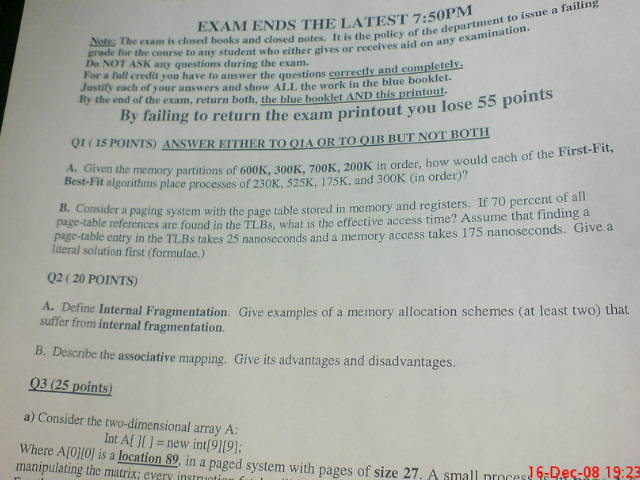 EXAM ENDS THE LATEST 7:50PM
Note: The exam is closed books and closed notes. It is the policy of the department to issue a failing
grade for the course to any student who either gives or receives aid on any examination.
Do NOT ASK any questions during the exam.
For a full credit you have to answer the questions correctly and completely.
Justify each of your answers and show ALL the work in the blue booklet.
By the end of the exam, return both, the blue booklet AND this printout.
By failing to return the exam printout you lose 55 points
Q1 ( 15 POINTS) ANSWER EITHER TO Q1A OR TO Q1B BUT NOT BOTH
A. Given the memory partitions of 600K, 300K, 700K, 200K in order, how would each of the First-Fit,
Best-Fit algorithms place processes of 230K, 525K, 175K, and 300K (in order)?
B. Consider a paging system with the page table stored in memory and registers. If 70 percent of all
page-table references are found in the TLBs, what is the effective access time? Assume that finding a
page-table entry in the TLBs takes 25 nanoseconds and a memory access takes 175 nanoseconds. Give a
literal solution first (formulae.)
Q2 ( 20 POINTS)
A. Define Internal Fragmentation. Give examples of a memory allocation schemes (at least two) that
suffer from internal fragmentation.
B. Describe the associative mapping. Give its advantages and disadvantages.
Q3 (25 points)
a) Consider the two-dimensional array A:
Int A[ ][ ] = new int[9][9];
Where A[0][0] is a location 89, in a paged system with pages of size 27. A small process
manipulating the matrix; every
16-Dec-08 19:23